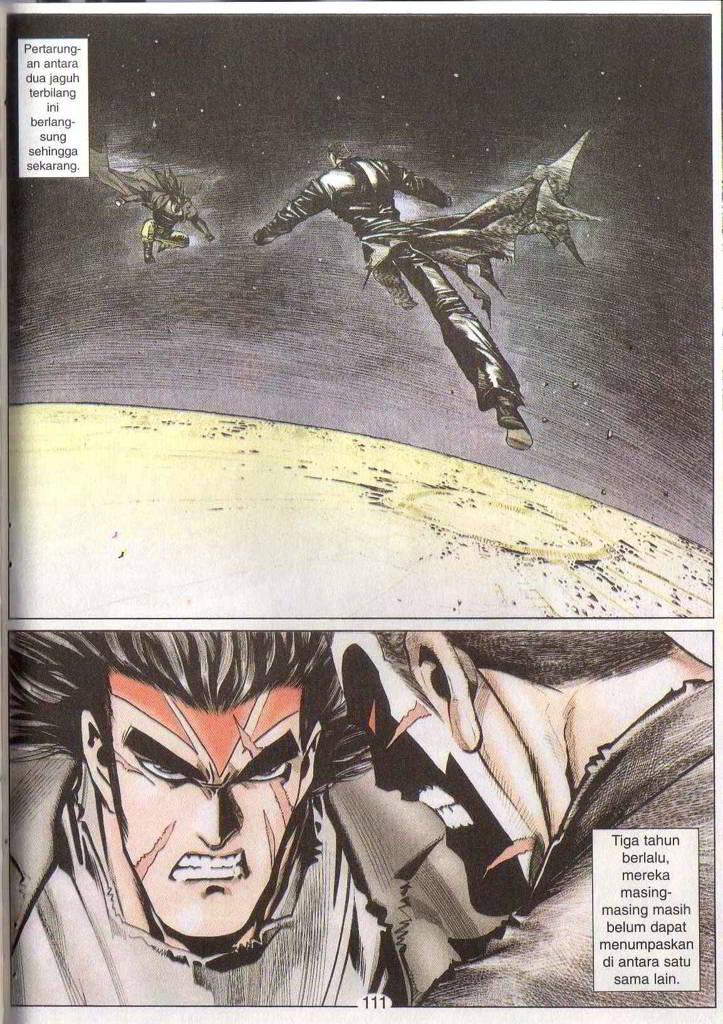 Pertarung-
an antara
dua jaguh
terbilang
ini
berlang-
sung
sehingga
sekarang.
Tiga tahun
berlalu,
mereka
masing-
masing masih
belum dapat
menumpaskan
di antara satu
sama lain.
111